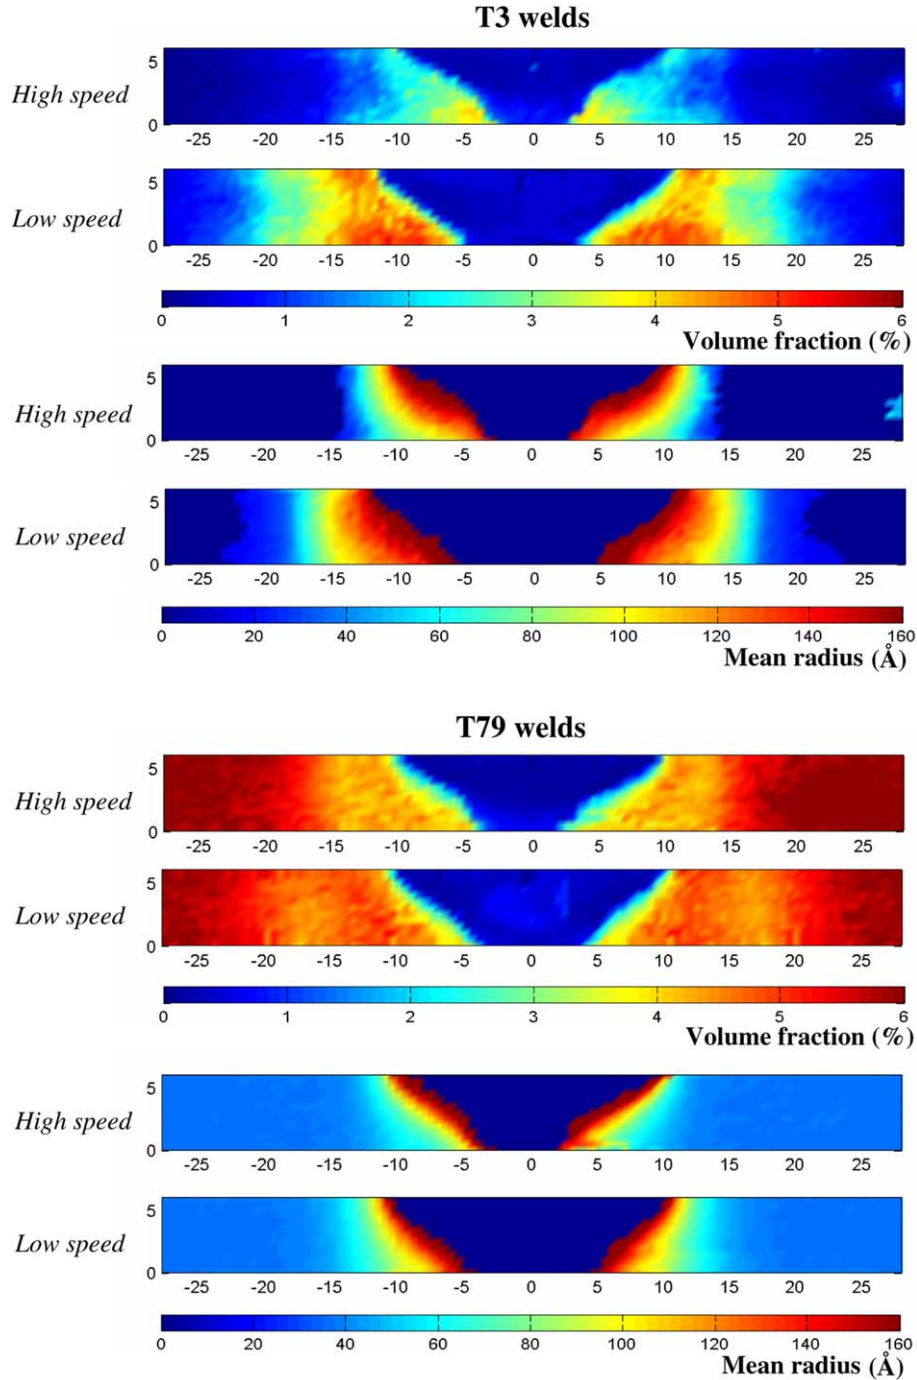 T3 welds
High speed
5
0
-25 -20 -15 -10 -5 0 5 10 15 20 25
Low speed
5
0
-25 -20 -15 -10 -5 0 5 10 15 20 25
0 1 2 3 4 5 6
Volume fraction (%)
High speed
5
0
-25 -20 -15 -10 -5 0 5 10 15 20 25
Low speed
5
0
-25 -20 -15 -10 -5 0 5 10 15 20 25
0 20 40 60 80 100 120 140 160
Mean radius (Å)
T79 welds
High speed
5
0
-25 -20 -15 -10 -5 0 5 10 15 20 25
Low speed
5
0
-25 -20 -15 -10 -5 0 5 10 15 20 25
0 1 2 3 4 5 6
Volume fraction (%)
High speed
5
0
-25 -20 -15 -10 -5 0 5 10 15 20 25
Low speed
5
0
-25 -20 -15 -10 -5 0 5 10 15 20 25
0 20 40 60 80 100 120 140 160
Mean radius (Å)